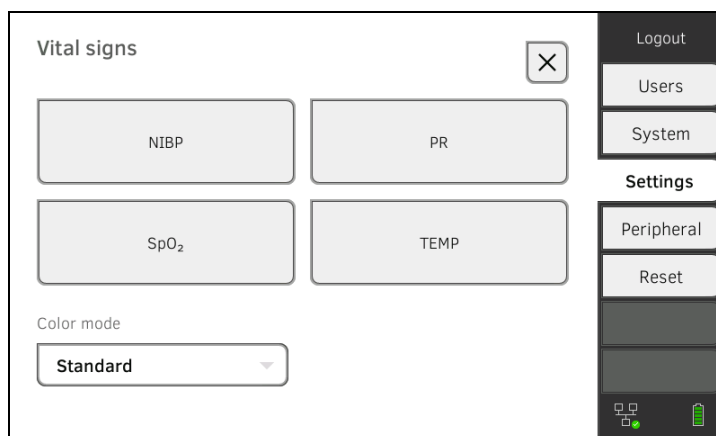 Vital signs
NIBP
PR
SpO₂
TEMP
Color mode
Standard
Logout
Users
System
Settings
Peripheral
Reset